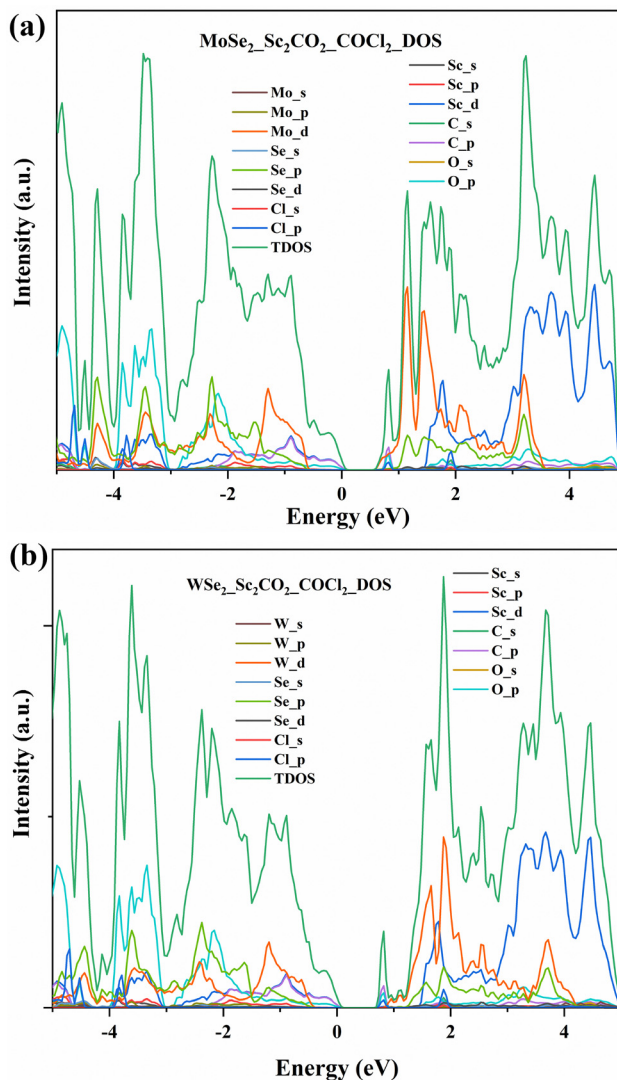 (a)
MoSe₂_Sc₂CO₂_COCl₂_DOS
Mo_s
Mo_p
Mo_d
Se_s
Se_p
Se_d
Cl_s
Cl_p
TDOS
Sc_s
Sc_p
Sc_d
C_s
C_p
O_s
O_p
Intensity (a.u.)
-4 -2 0 2 4
Energy (eV)
(b)
WSe₂_Sc₂CO₂_COCl₂_DOS
W_s
W_p
W_d
Se_s
Se_p
Se_d
Cl_s
Cl_p
TDOS
Sc_s
Sc_p
Sc_d
C_s
C_p
O_s
O_p
Intensity (a.u.)
-4 -2 0 2 4
Energy (eV)